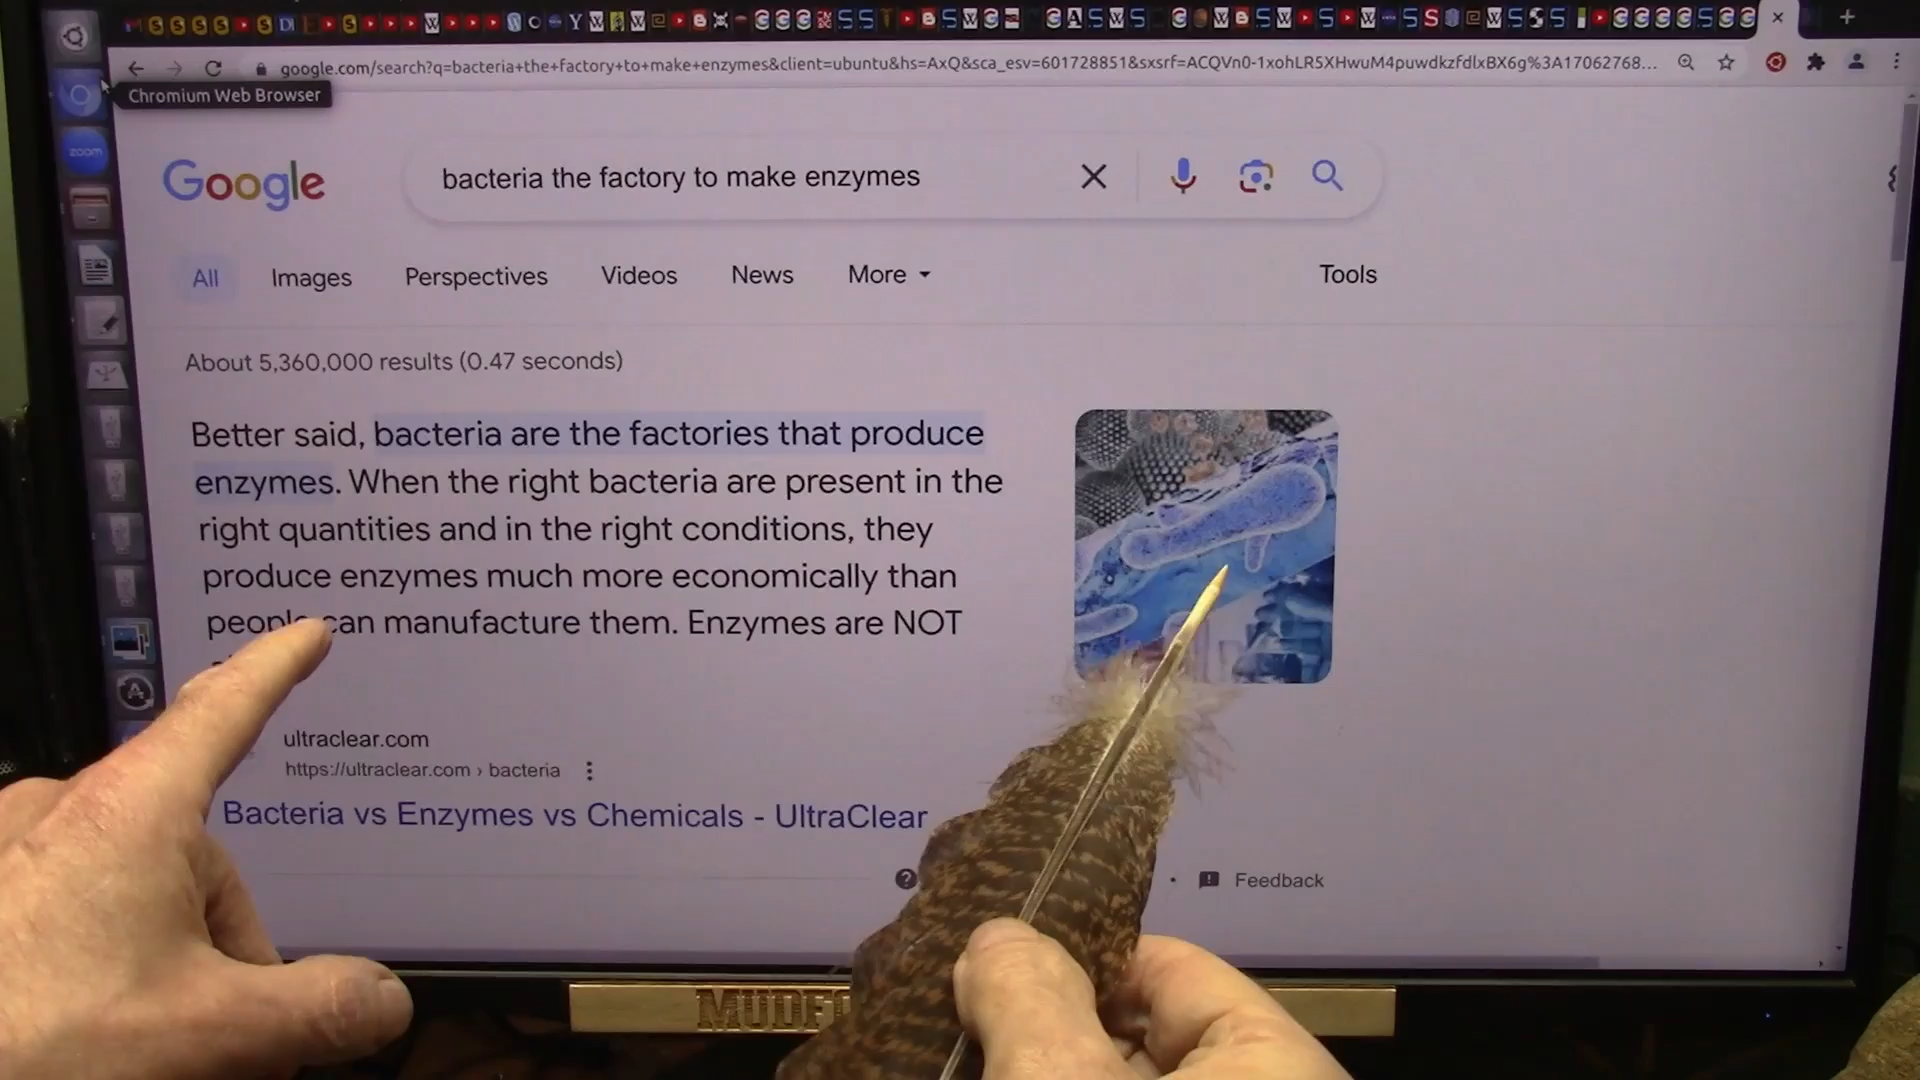 google.com/search?q=bacteria+the+factory+to+make+enzymes&client=ubuntu&hs=AxQ&sca_esv=601728851&sxsrf=ACQVn0-1xohLR5XHwuM4puwdkzfdlxBX6g%3A17062768...
Chromium Web Browser
zoom
Google
bacteria the factory to make enzymes
All Images Perspectives Videos News More Tools
About 5,360,000 results (0.47 seconds)
Better said, bacteria are the factories that produce
enzymes. When the right bacteria are present in the
right quantities and in the right conditions, they
produce enzymes much more economically than
people can manufacture them. Enzymes are NOT
ultraclear.com
https://ultraclear.com › bacteria
Bacteria vs Enzymes vs Chemicals - UltraClear
Feedback